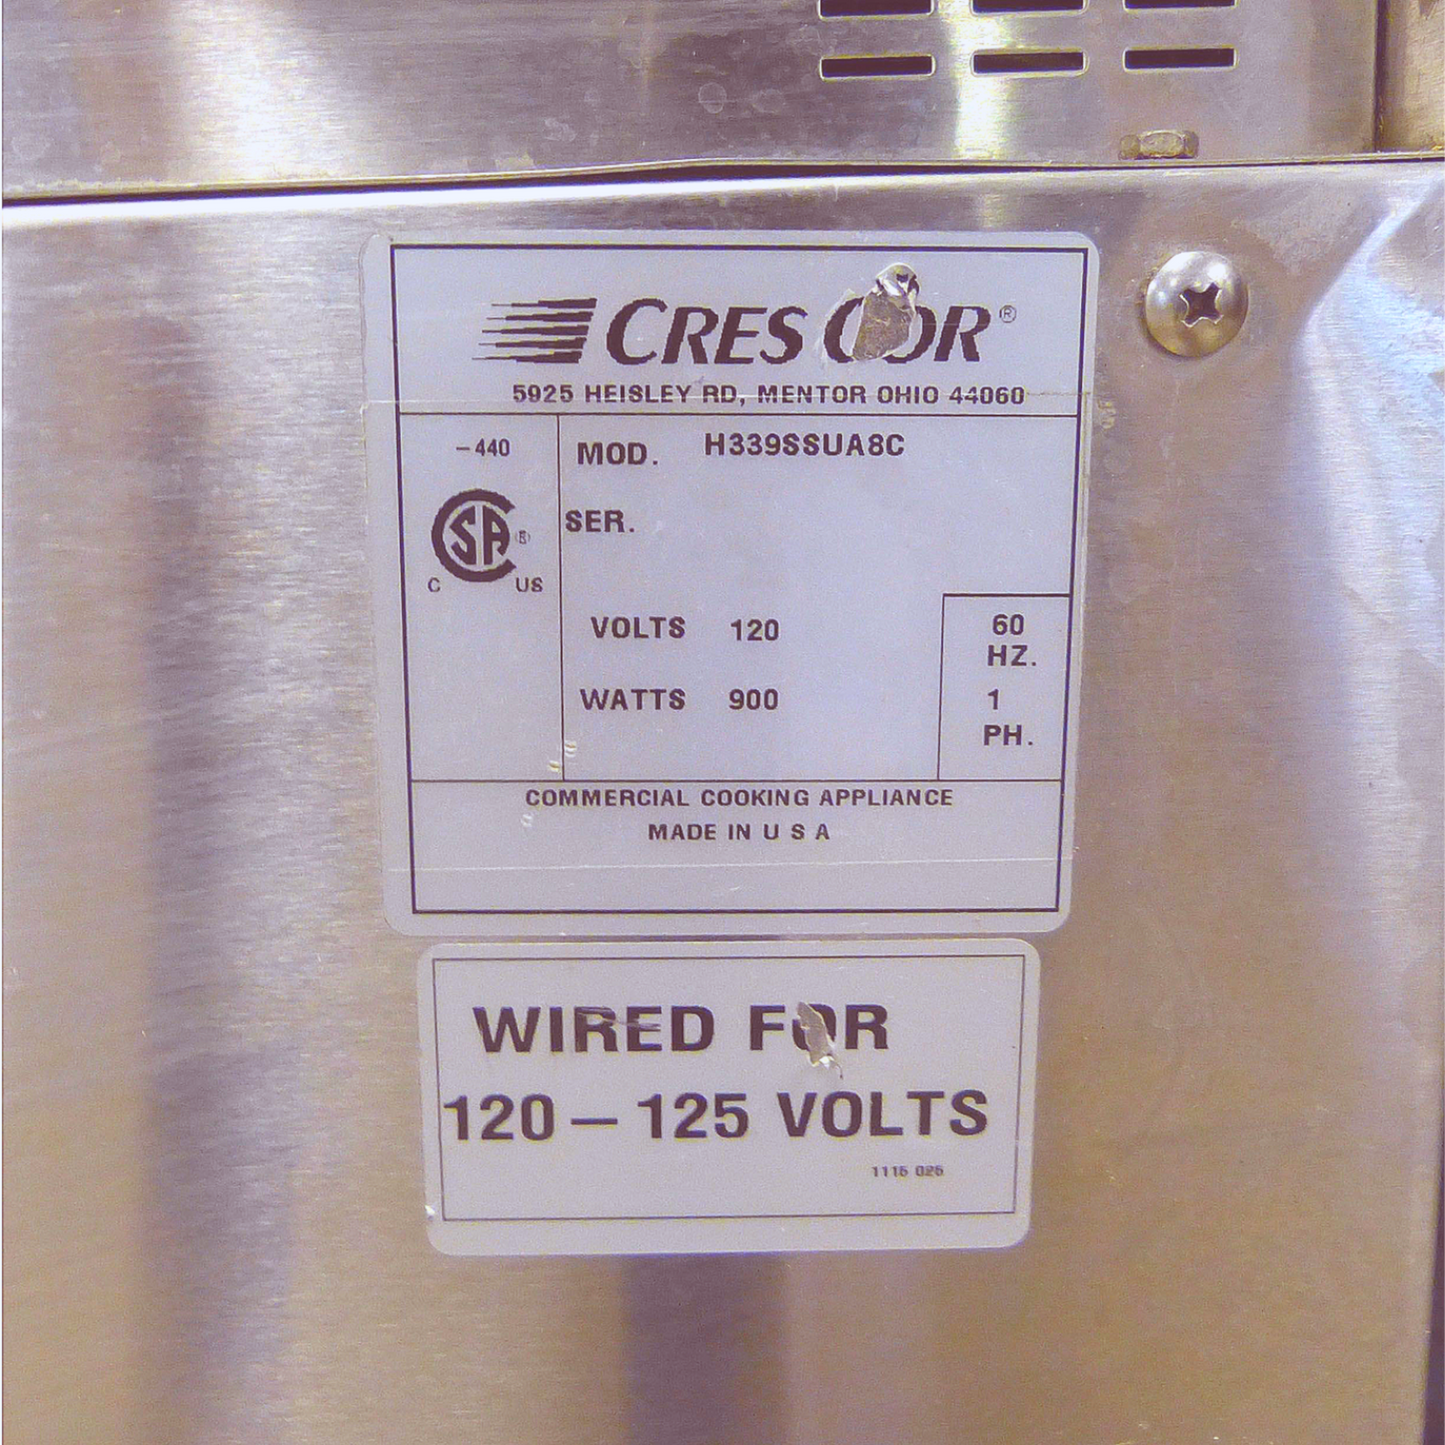 CRES COR®
5925 HEISLEY RD, MENTOR OHIO 44060
-440
SA®
C US
MOD. H339SSUA8C
SER.
VOLTS 120
WATTS 900
60
HZ.
1
PH.
COMMERCIAL COOKING APPLIANCE
MADE IN U S A
WIRED FOR
120 – 125 VOLTS
1115 025